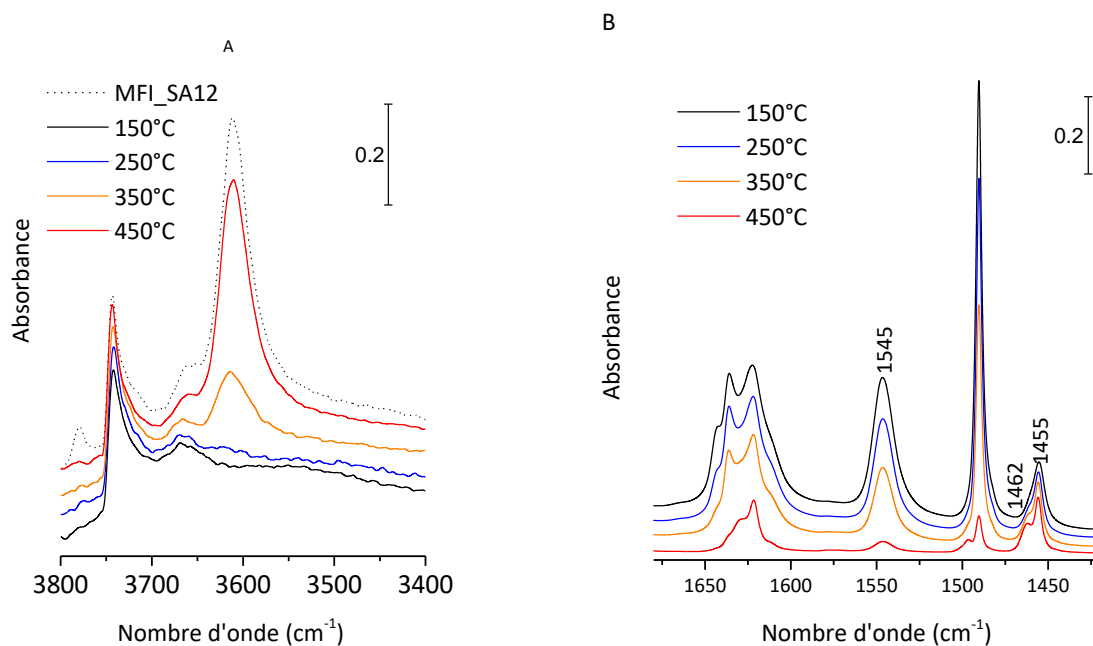 A
MFI_SA12
150°C
250°C
350°C
450°C
0.2
Absorbance
3800 3700 3600 3500 3400
Nombre d'onde (cm-1)
B
150°C
250°C
350°C
450°C
0.2
Absorbance
1545
1462
1455
1650 1600 1550 1500 1450
Nombre d'onde (cm-1)